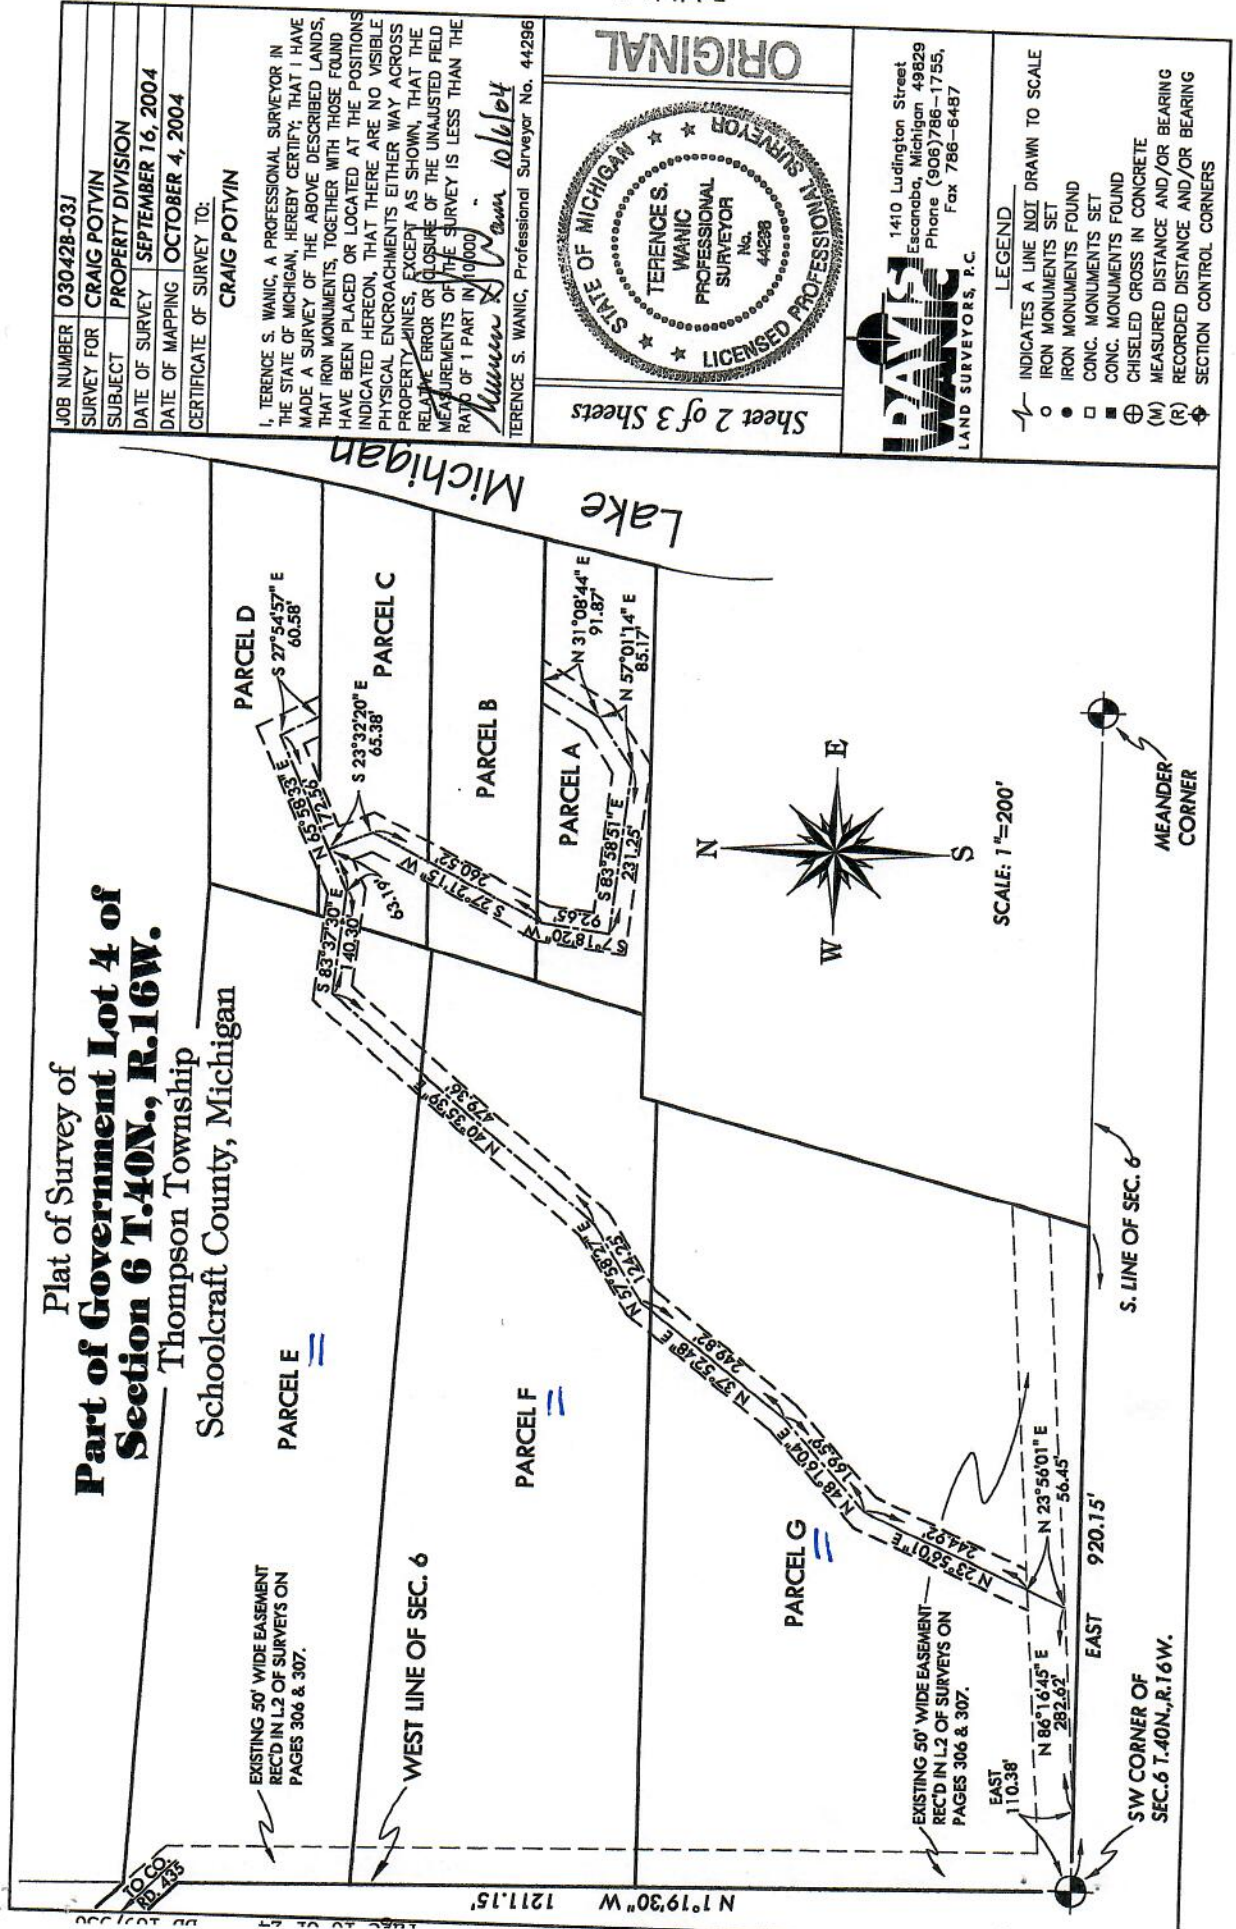 Plat of Survey of
Part of Government Lot 4 of
Section 6 T.40N., R.16W.
Thompson Township
Schoolcraft County, Michigan
JOB NUMBER 03042B-03J
SURVEY FOR CRAIG POTVIN
SUBJECT PROPERTY DIVISION
DATE OF SURVEY SEPTEMBER 16, 2004
DATE OF MAPPING OCTOBER 4, 2004
CERTIFICATE OF SURVEY TO:
CRAIG POTVIN
I, TERENCE S. WANIC, A PROFESSIONAL SURVEYOR IN
THE STATE OF MICHIGAN, HEREBY CERTIFY; THAT I HAVE
MADE A SURVEY OF THE ABOVE DESCRIBED LANDS,
THAT IRON MONUMENTS, TOGETHER WITH THOSE FOUND
HAVE BEEN PLACED OR LOCATED AT THE POSITIONS
INDICATED HEREON, THAT THERE ARE NO VISIBLE
PHYSICAL ENCROACHMENTS EITHER WAY ACROSS
PROPERTY LINES, EXCEPT AS SHOWN, THAT THE
RELATIVE ERROR OR CLOSURE OF THE UNAJUSTED FIELD
MEASUREMENTS OF THE SURVEY IS LESS THAN THE
RATIO OF 1 PART IN 10,000
10/6/04
TERENCE S. WANIC, Professional Surveyor No. 44296
ORIGINAL
STATE OF MICHIGAN
TERENCE S.
WANIC
PROFESSIONAL
SURVEYOR
No.
44296
LICENSED PROFESSIONAL SURVEYOR
Sheet 2 of 3 Sheets
DAVIS
LAND SURVEYORS, P.C.
1410 Ludington Street
Escanaba, Michigan 49829
Phone (906)786-1755,
Fax 786-6487
LEGEND
INDICATES A LINE NOT DRAWN TO SCALE
IRON MONUMENTS SET
IRON MONUMENTS FOUND
CONC. MONUMENTS SET
CONC. MONUMENTS FOUND
CHISELED CROSS IN CONCRETE
(M) MEASURED DISTANCE AND/OR BEARING
(R) RECORDED DISTANCE AND/OR BEARING
SECTION CONTROL CORNERS
Lake Michigan
PARCEL D
S 27°54'57" E
60.58'
PARCEL C
S 23°32'20" E
65.38'
N 65°58'33" E
172.56'
63.19'
S 83°37'30" E
140.30'
PARCEL B
S 27°21'15" W
260.52'
PARCEL A
N 31°08'44" E
91.87'
N 57°01'14" E
85.17'
S 83°58'51" E
231.25'
7°18'20" W
92.65'
PARCEL E
N 40°35'39" E
479.36'
PARCEL F
N 57°58'27" E
124.25'
N 37°52'48" E
249.82'
N 48°16'04" E
169.59'
PARCEL G
N 23°56'01" E
244.92'
N 23°56'01" E
56.45'
EXISTING 50' WIDE EASEMENT
REC'D IN L2 OF SURVEYS ON
PAGES 306 & 307.
WEST LINE OF SEC. 6
EXISTING 50' WIDE EASEMENT
REC'D IN L2 OF SURVEYS ON
PAGES 306 & 307.
TO CO.
RD. 435
N 1°19'30" W 1211.15'
EAST
110.38'
N 86°16'45" E
282.62'
EAST 920.15'
SW CORNER OF
SEC.6 T.40N.,R.16W.
S. LINE OF SEC. 6
MEANDER
CORNER
N
E
S
W
SCALE: 1"=200'